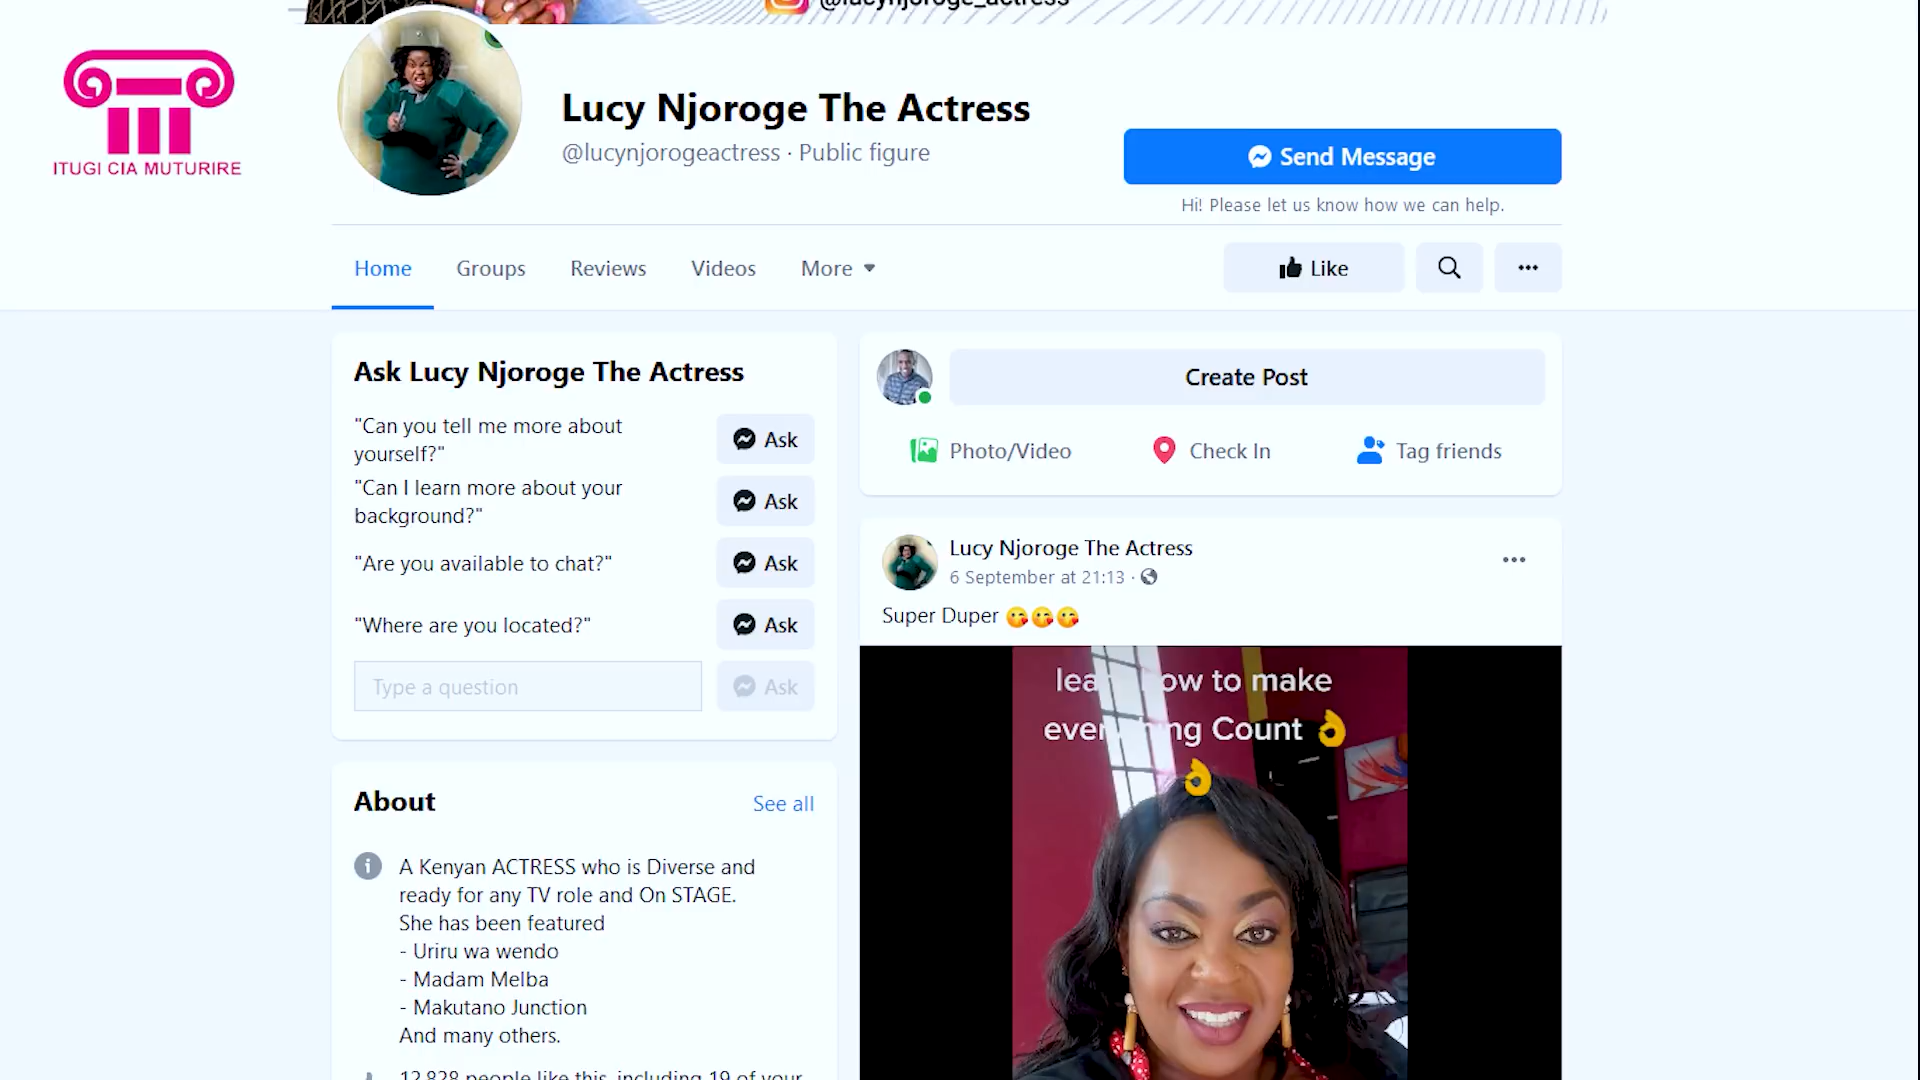 @lucynjoroge_actress
ITUGI CIA MUTURIRE
Lucy Njoroge The Actress
@lucynjorogeactress · Public figure
Send Message
Hi! Please let us know how we can help.
Home
Groups
Reviews
Videos
More
Like
Ask Lucy Njoroge The Actress
"Can you tell me more about
yourself?"
Ask
"Can I learn more about your
background?"
Ask
"Are you available to chat?"
Ask
"Where are you located?"
Ask
Type a question
Ask
About
See all
A Kenyan ACTRESS who is Diverse and
ready for any TV role and On STAGE.
She has been featured
- Uriru wa wendo
- Madam Melba
- Makutano Junction
And many others.
12,828 people like this, including 19 of your
Create Post
Photo/Video
Check In
Tag friends
Lucy Njoroge The Actress
6 September at 21:13 ·
Super Duper 😋😋😋
to make
Count 👌
👌